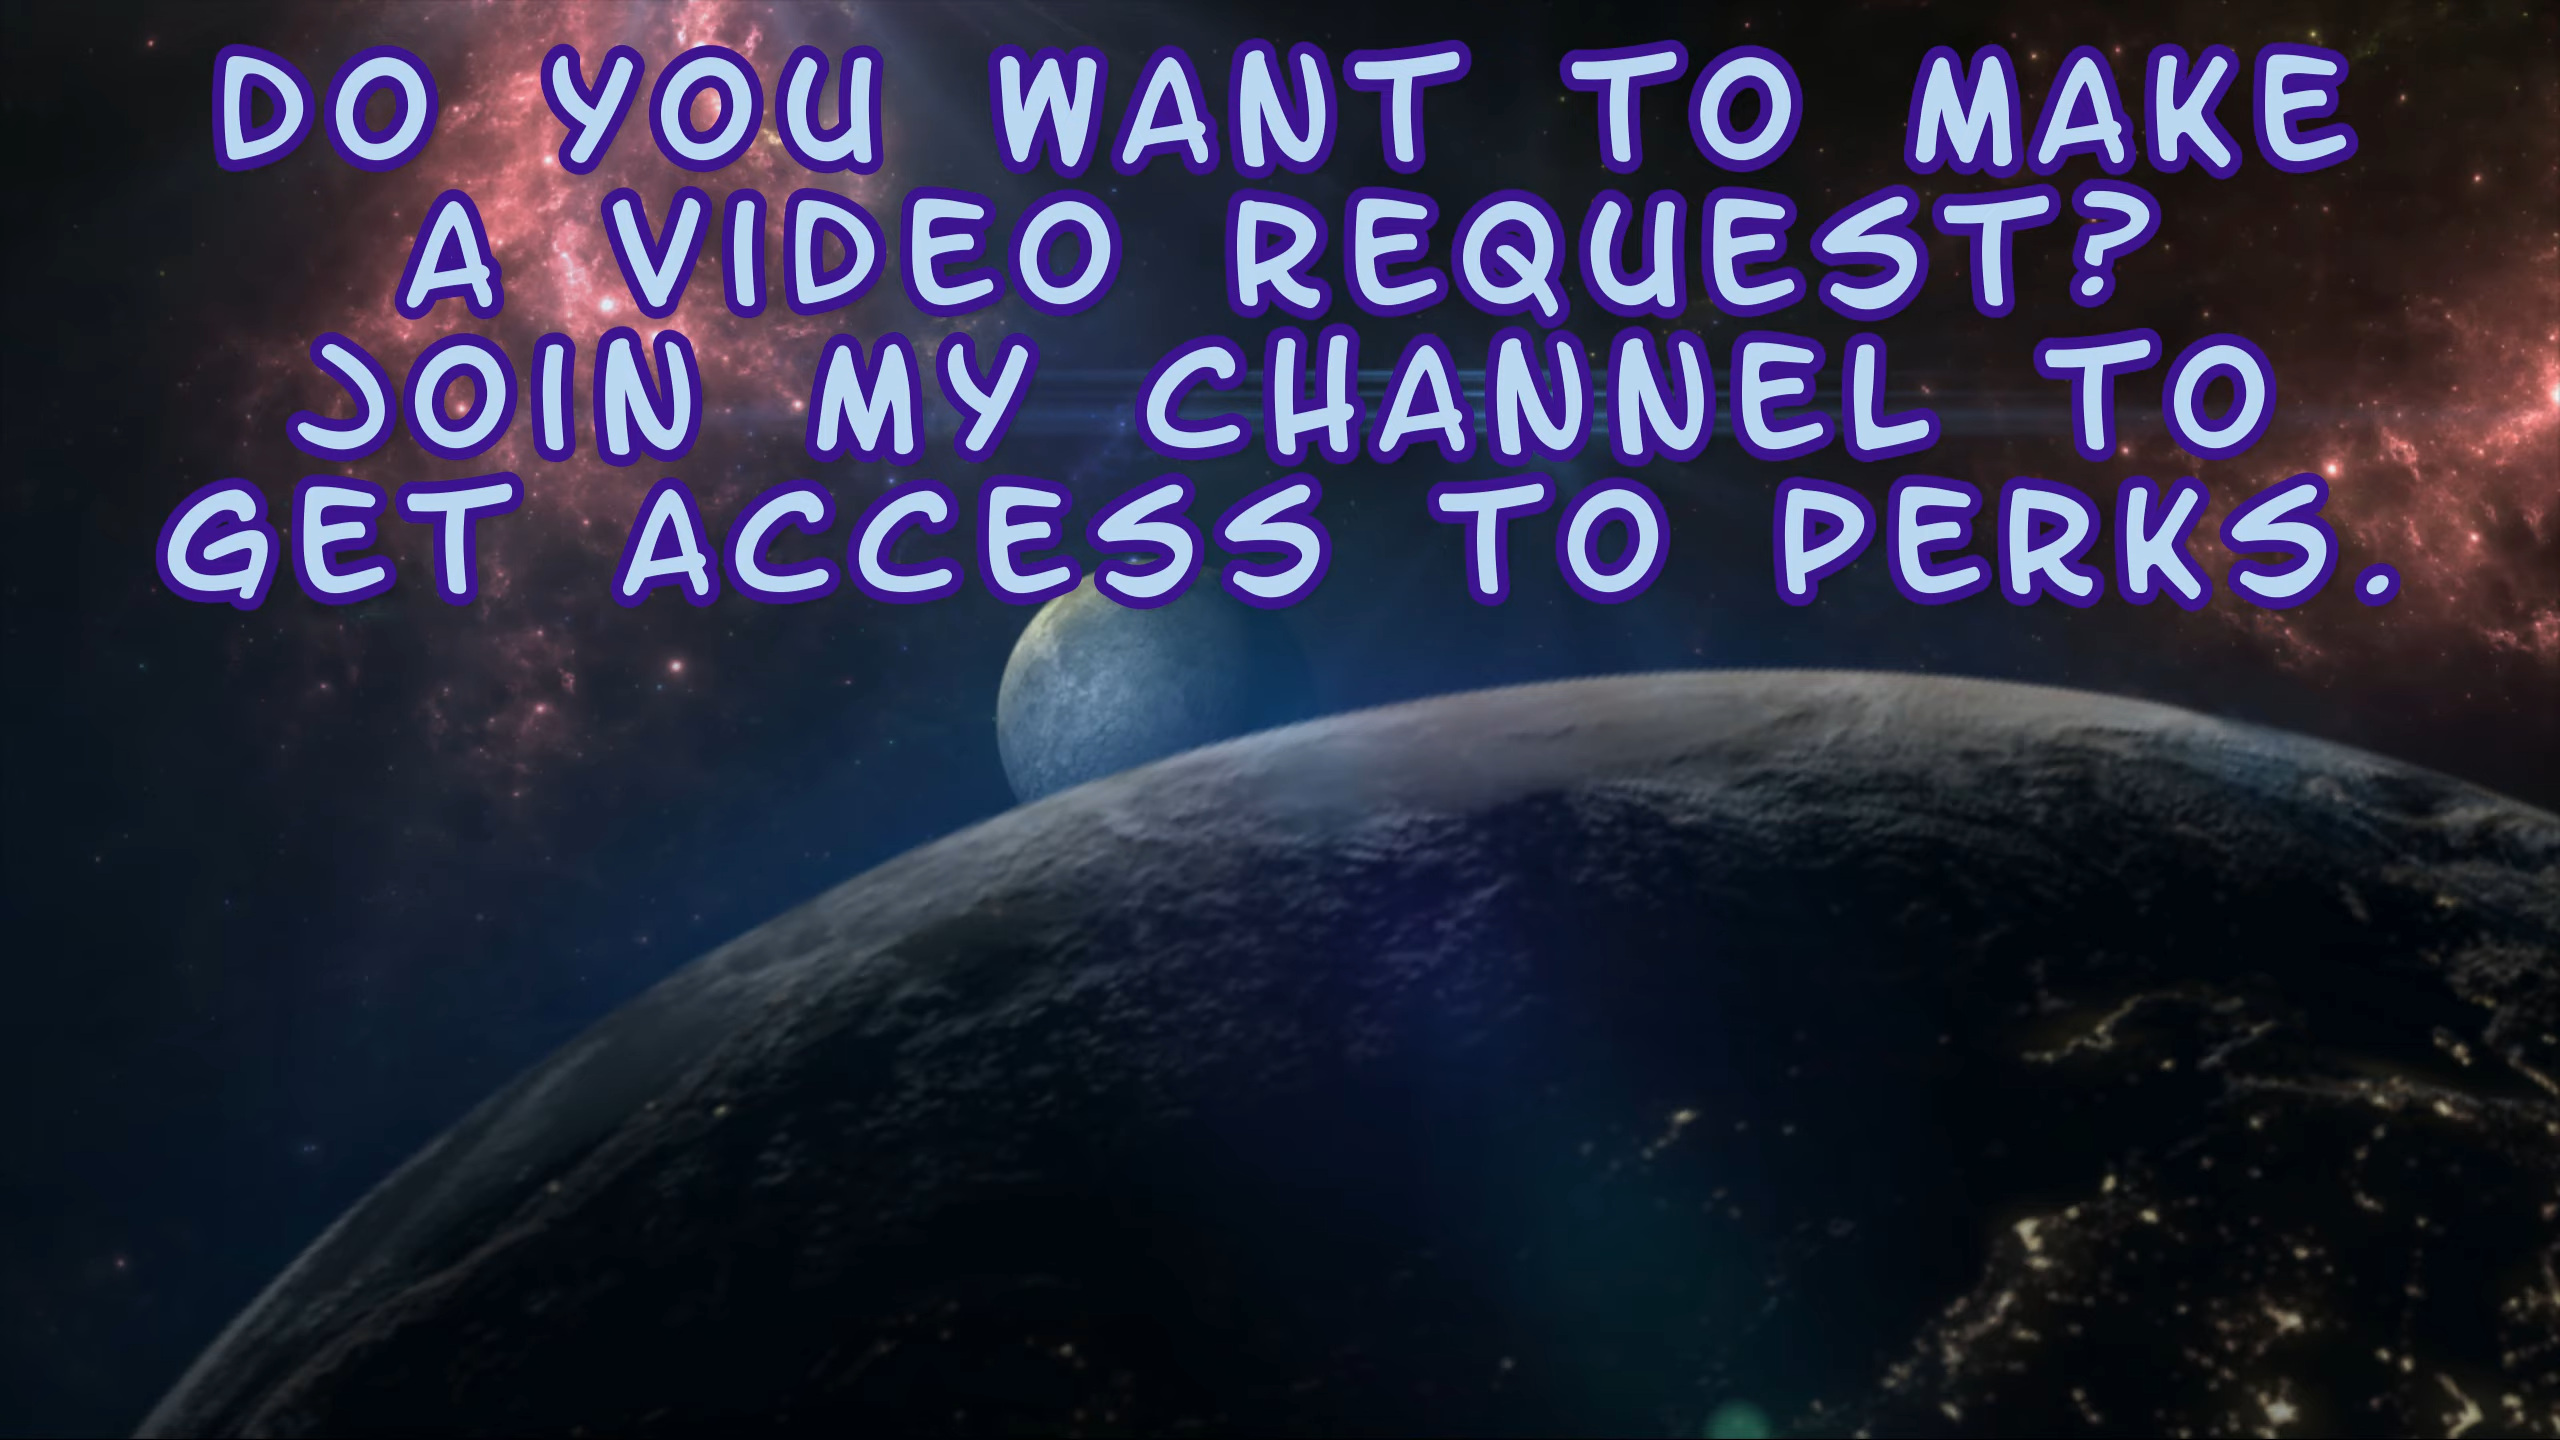 DO YOU WANT TO MAKE
A VIDEO REQUEST?
JOIN MY CHANNEL TO
GET ACCESS TO PERKS.